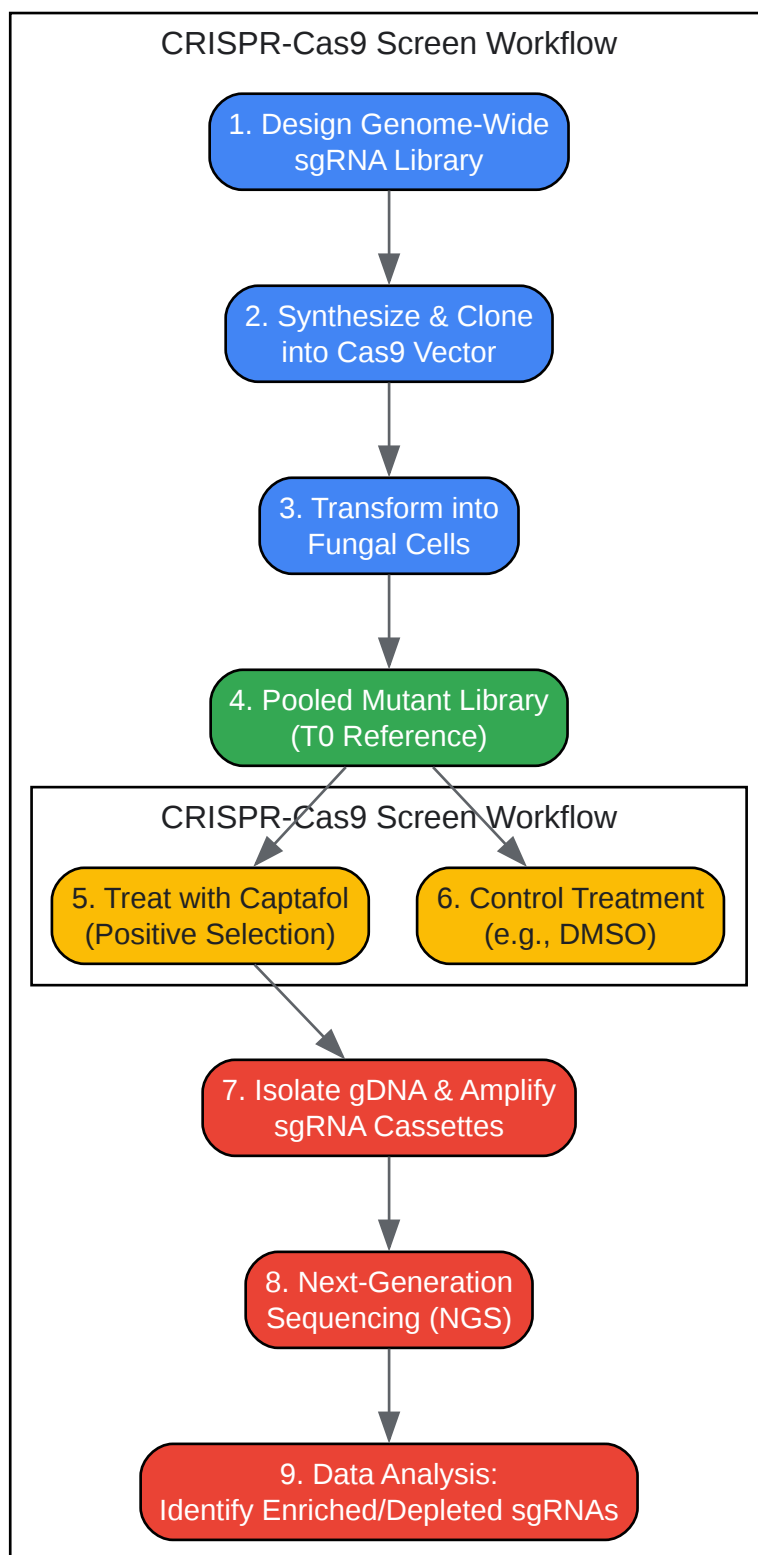 CRISPR-Cas9 Screen Workflow
1. Design Genome-Wide
sgRNA Library
2. Synthesize & Clone
into Cas9 Vector
3. Transform into
Fungal Cells
4. Pooled Mutant Library
(T0 Reference)
CRISPR-Cas9 Screen Workflow
5. Treat with Captafol
(Positive Selection)
6. Control Treatment
(e.g., DMSO)
7. Isolate gDNA & Amplify
sgRNA Cassettes
8. Next-Generation
Sequencing (NGS)
9. Data Analysis:
Identify Enriched/Depleted sgRNAs